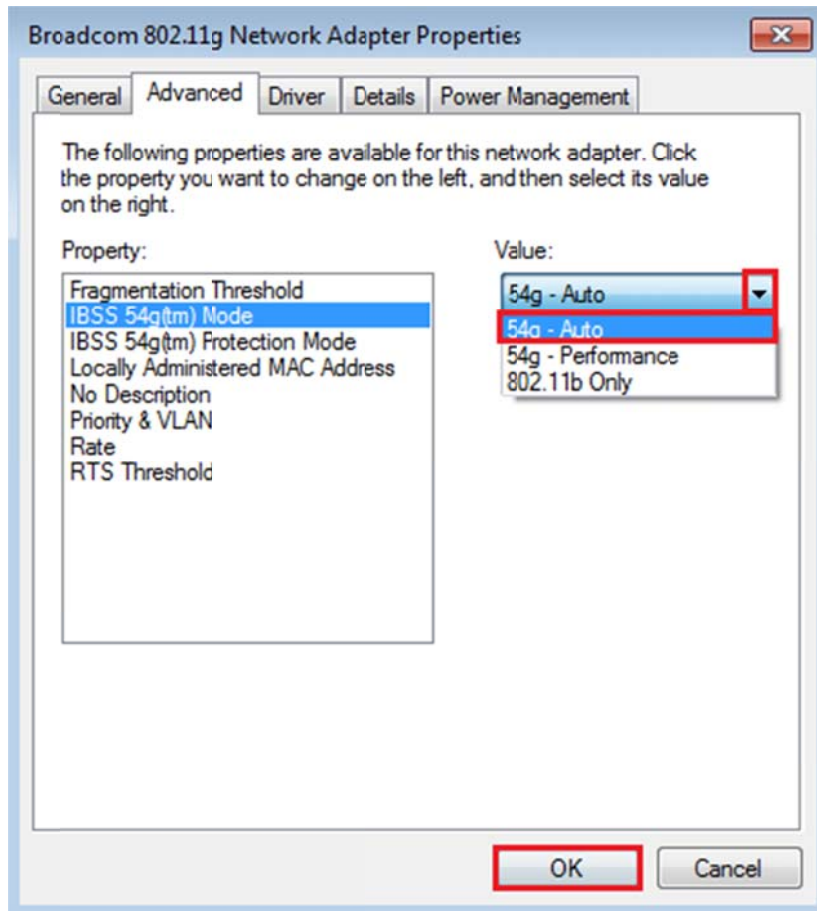 Broadcom 802.11g Network Adapter Properties
General Advanced Driver Details Power Management
The following properties are available for this network adapter. Click
the property you want to change on the left, and then select its value
on the right.
Property:
Fragmentation Threshold
IBSS 54g(tm) Mode
IBSS 54g(tm) Protection Mode
Locally Administered MAC Address
No Description
Priority & VLAN
Rate
RTS Threshold
Value:
54g - Auto
54g - Auto
54g - Performance
802.11b Only
OK Cancel